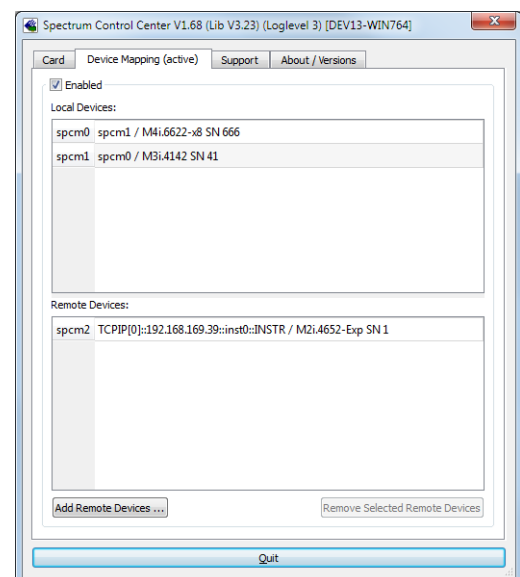 Spectrum Control Center V1.68 (Lib V3.23) (Loglevel 3) [DEV13-WIN764]
Card Device Mapping (active) Support About / Versions
Enabled
Local Devices:
spcm0 spcm1 / M4i.6622-x8 SN 666
spcm1 spcm0 / M3i.4142 SN 41
Remote Devices:
spcm2 TCPIP[0]::192.168.169.39::inst0::INSTR / M2i.4652-Exp SN 1
Add Remote Devices ... Remove Selected Remote Devices
Quit